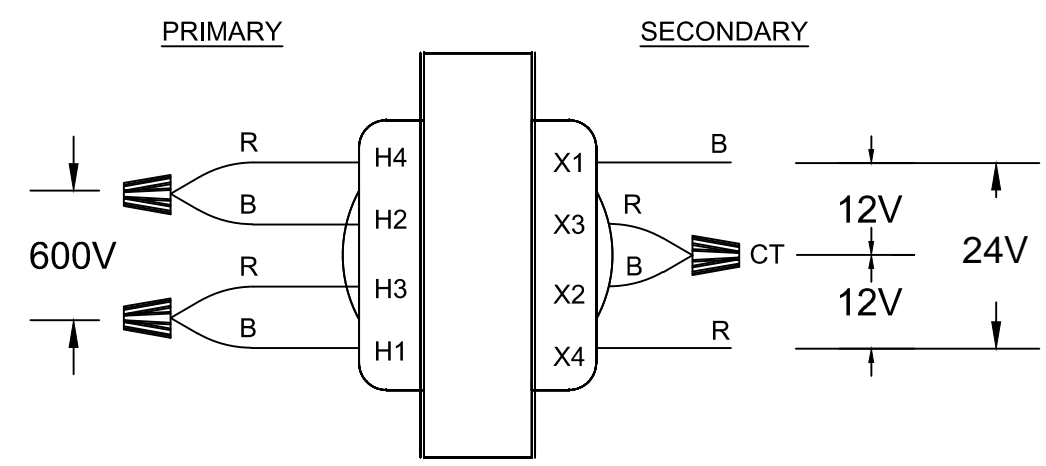 PRIMARY
SECONDARY
R
H4
B
H2
600V
R
H3
B
H1
X1
B
X3
R
CT
X2
B
X4
R
12V
12V
24V